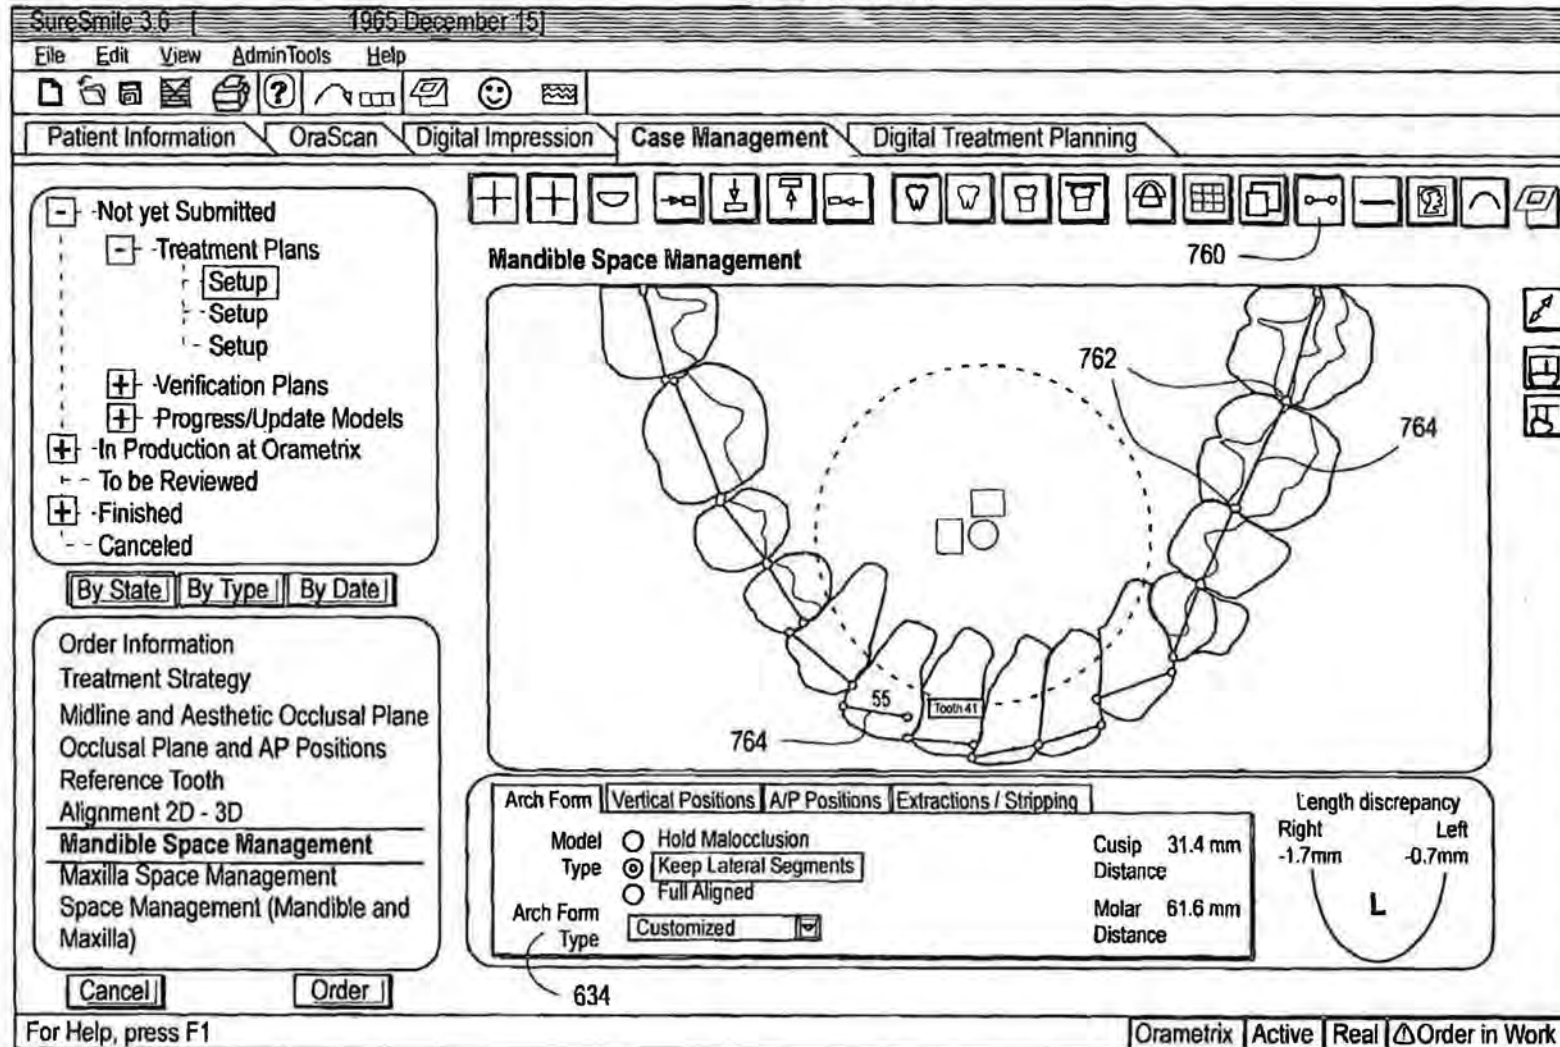 SureSmile 3.6 - [ 1965 December 15]
File Edit View AdminTools Help
Patient Information OraScan Digital Impression Case Management Digital Treatment Planning
Not yet Submitted
Treatment Plans
Setup
Setup
Setup
Verification Plans
Progress/Update Models
In Production at Orametrix
To be Reviewed
Finished
Canceled
By State By Type By Date
Order Information
Treatment Strategy
Midline and Aesthetic Occlusal Plane
Occlusal Plane and AP Positions
Reference Tooth
Alignment 2D - 3D
Mandible Space Management
Maxilla Space Management
Space Management (Mandible and
Maxilla)
Cancel Order
760
Mandible Space Management
762
764
55
Tooth 41
764
Arch Form Vertical Positions A/P Positions Extractions / Stripping
Model
Type
Hold Malocclusion
Keep Lateral Segments
Full Aligned
Arch Form
Type
Customized
634
Cusip 31.4 mm
Distance
Molar 61.6 mm
Distance
Length discrepancy
Right Left
-1.7mm -0.7mm
L
For Help, press F1
Orametrix Active Real Order in Work